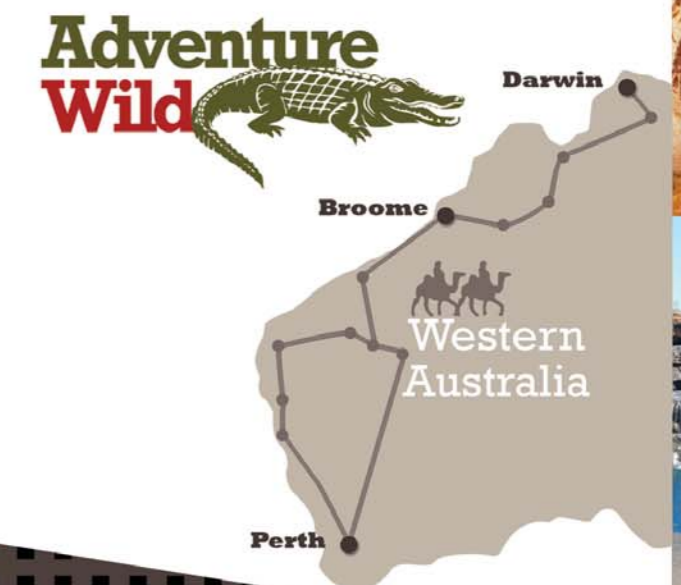 Adventure
Wild
Darwin
Broome
Western
Australia
Perth